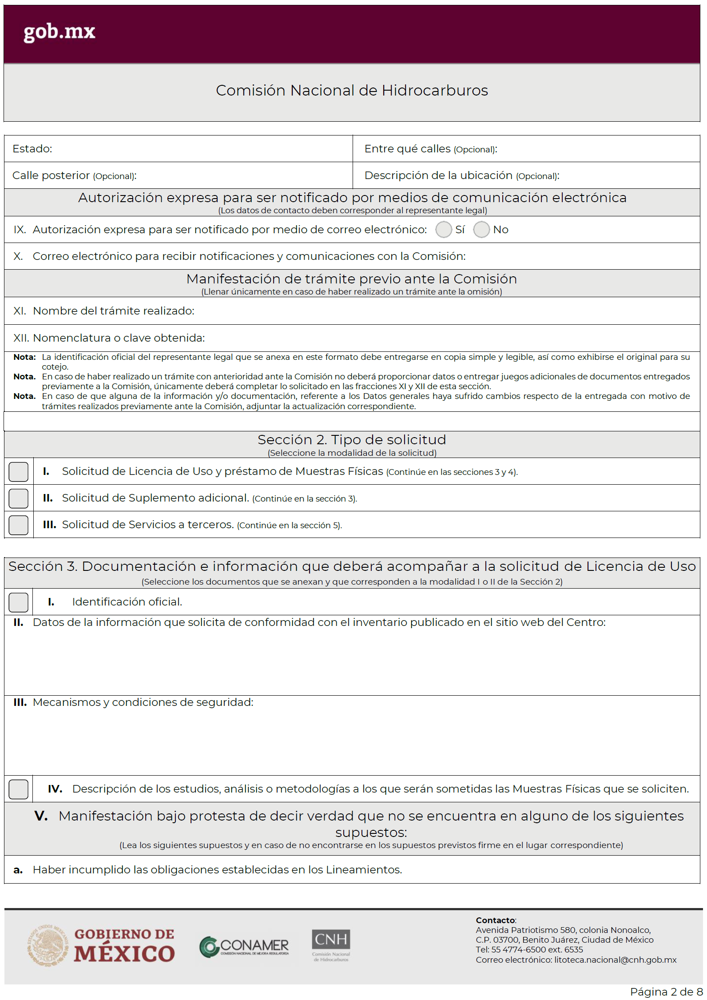 gob.mx
Comisión Nacional de Hidrocarburos
Estado:
Entre qué calles (Opcional):
Calle posterior (Opcional):
Descripción de la ubicación (Opcional):
Autorización expresa para ser notificado por medios de comunicación electrónica
(Los datos de contacto deben corresponder al representante legal)
IX. Autorización expresa para ser notificado por medio de correo electrónico: Sí No
X. Correo electrónico para recibir notificaciones y comunicaciones con la Comisión:
Manifestación de trámite previo ante la Comisión
(Llenar únicamente en caso de haber realizado un trámite ante la omisión)
XI. Nombre del trámite realizado:
XII. Nomenclatura o clave obtenida:
Nota: La identificación oficial del representante legal que se anexa en este formato debe entregarse en copia simple y legible, así como exhibirse el original para su
cotejo.
Nota. En caso de haber realizado un trámite con anterioridad ante la Comisión no deberá proporcionar datos o entregar juegos adicionales de documentos entregados
previamente a la Comisión, únicamente deberá completar lo solicitado en las fracciones XI y XII de esta sección.
Nota. En caso de que alguna de la información y/o documentación, referente a los Datos generales haya sufrido cambios respecto de la entregada con motivo de
trámites realizados previamente ante la Comisión, adjuntar la actualización correspondiente.
Sección 2. Tipo de solicitud
(Seleccione la modalidad de la solicitud)
I. Solicitud de Licencia de Uso y préstamo de Muestras Físicas (Continúe en las secciones 3 y 4).
II. Solicitud de Suplemento adicional. (Continúe en la sección 3).
III. Solicitud de Servicios a terceros. (Continúe en la sección 5).
Sección 3. Documentación e información que deberá acompañar a la solicitud de Licencia de Uso
(Seleccione los documentos que se anexan y que corresponden a la modalidad I o II de la Sección 2)
I. Identificación oficial.
II. Datos de la información que solicita de conformidad con el inventario publicado en el sitio web del Centro:
III. Mecanismos y condiciones de seguridad:
IV. Descripción de los estudios, análisis o metodologías a los que serán sometidas las Muestras Físicas que se soliciten.
V. Manifestación bajo protesta de decir verdad que no se encuentra en alguno de los siguientes
supuestos:
(Lea los siguientes supuestos y en caso de no encontrarse en los supuestos previstos firme en el lugar correspondiente)
a. Haber incumplido las obligaciones establecidas en los Lineamientos.
ESTADOS UNIDOS MEXICANOS
GOBIERNO DE
MÉXICO
CONAMER
COMISIÓN NACIONAL DE MEJORA REGULATORIA
CNH
Comisión Nacional
de Hidrocarburos
Contacto:
Avenida Patriotismo 580, colonia Nonoalco,
C.P. 03700, Benito Juárez, Ciudad de México
Tel: 55 4774-6500 ext. 6535
Correo electrónico: litoteca.nacional@cnh.gob.mx
Página 2 de 8